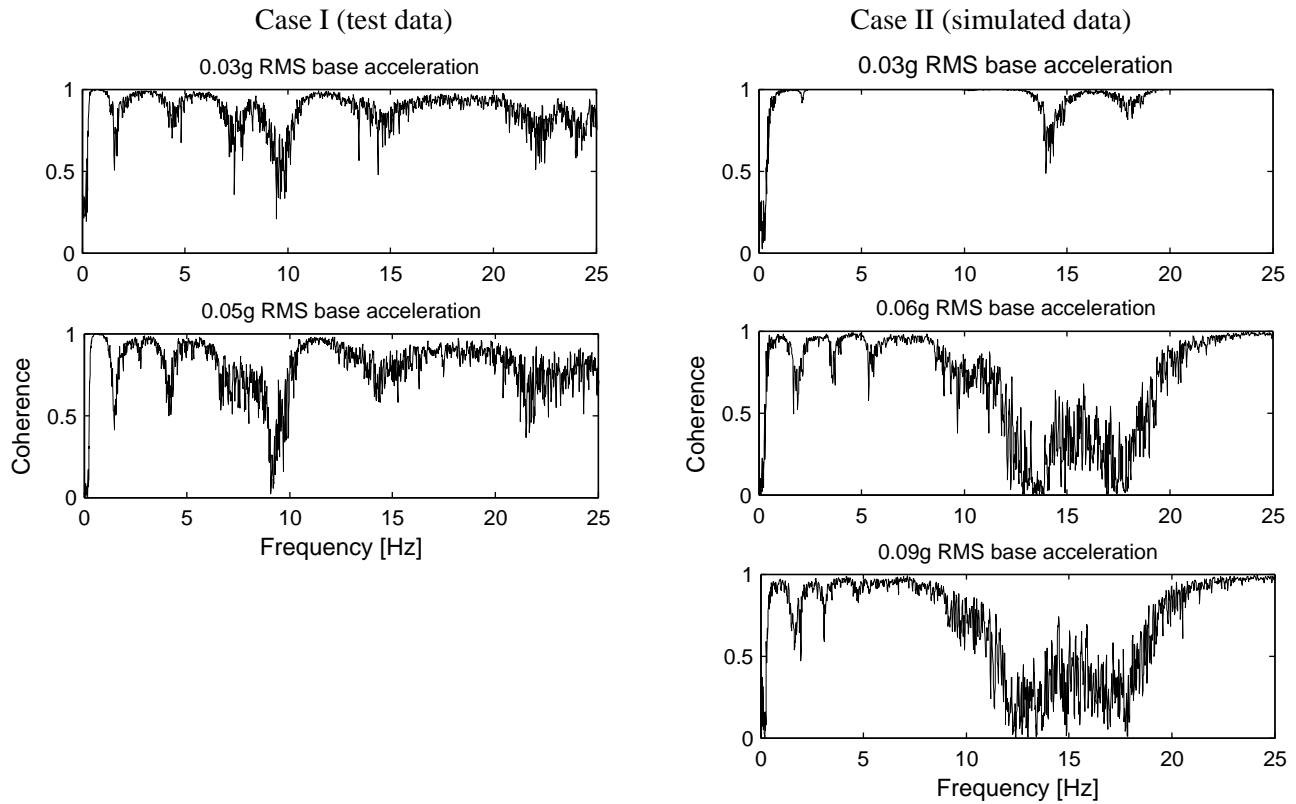 Case I (test data)
0.03g RMS base acceleration
1
0.5
0
0 5 10 15 20 25
0.05g RMS base acceleration
1
0.5
0
0 5 10 15 20 25
Coherence
Frequency [Hz]
Case II (simulated data)
0.03g RMS base acceleration
1
0.5
0
0 5 10 15 20 25
0.06g RMS base acceleration
1
0.5
0
0 5 10 15 20 25
Coherence
0.09g RMS base acceleration
1
0.5
0
0 5 10 15 20 25
Frequency [Hz]